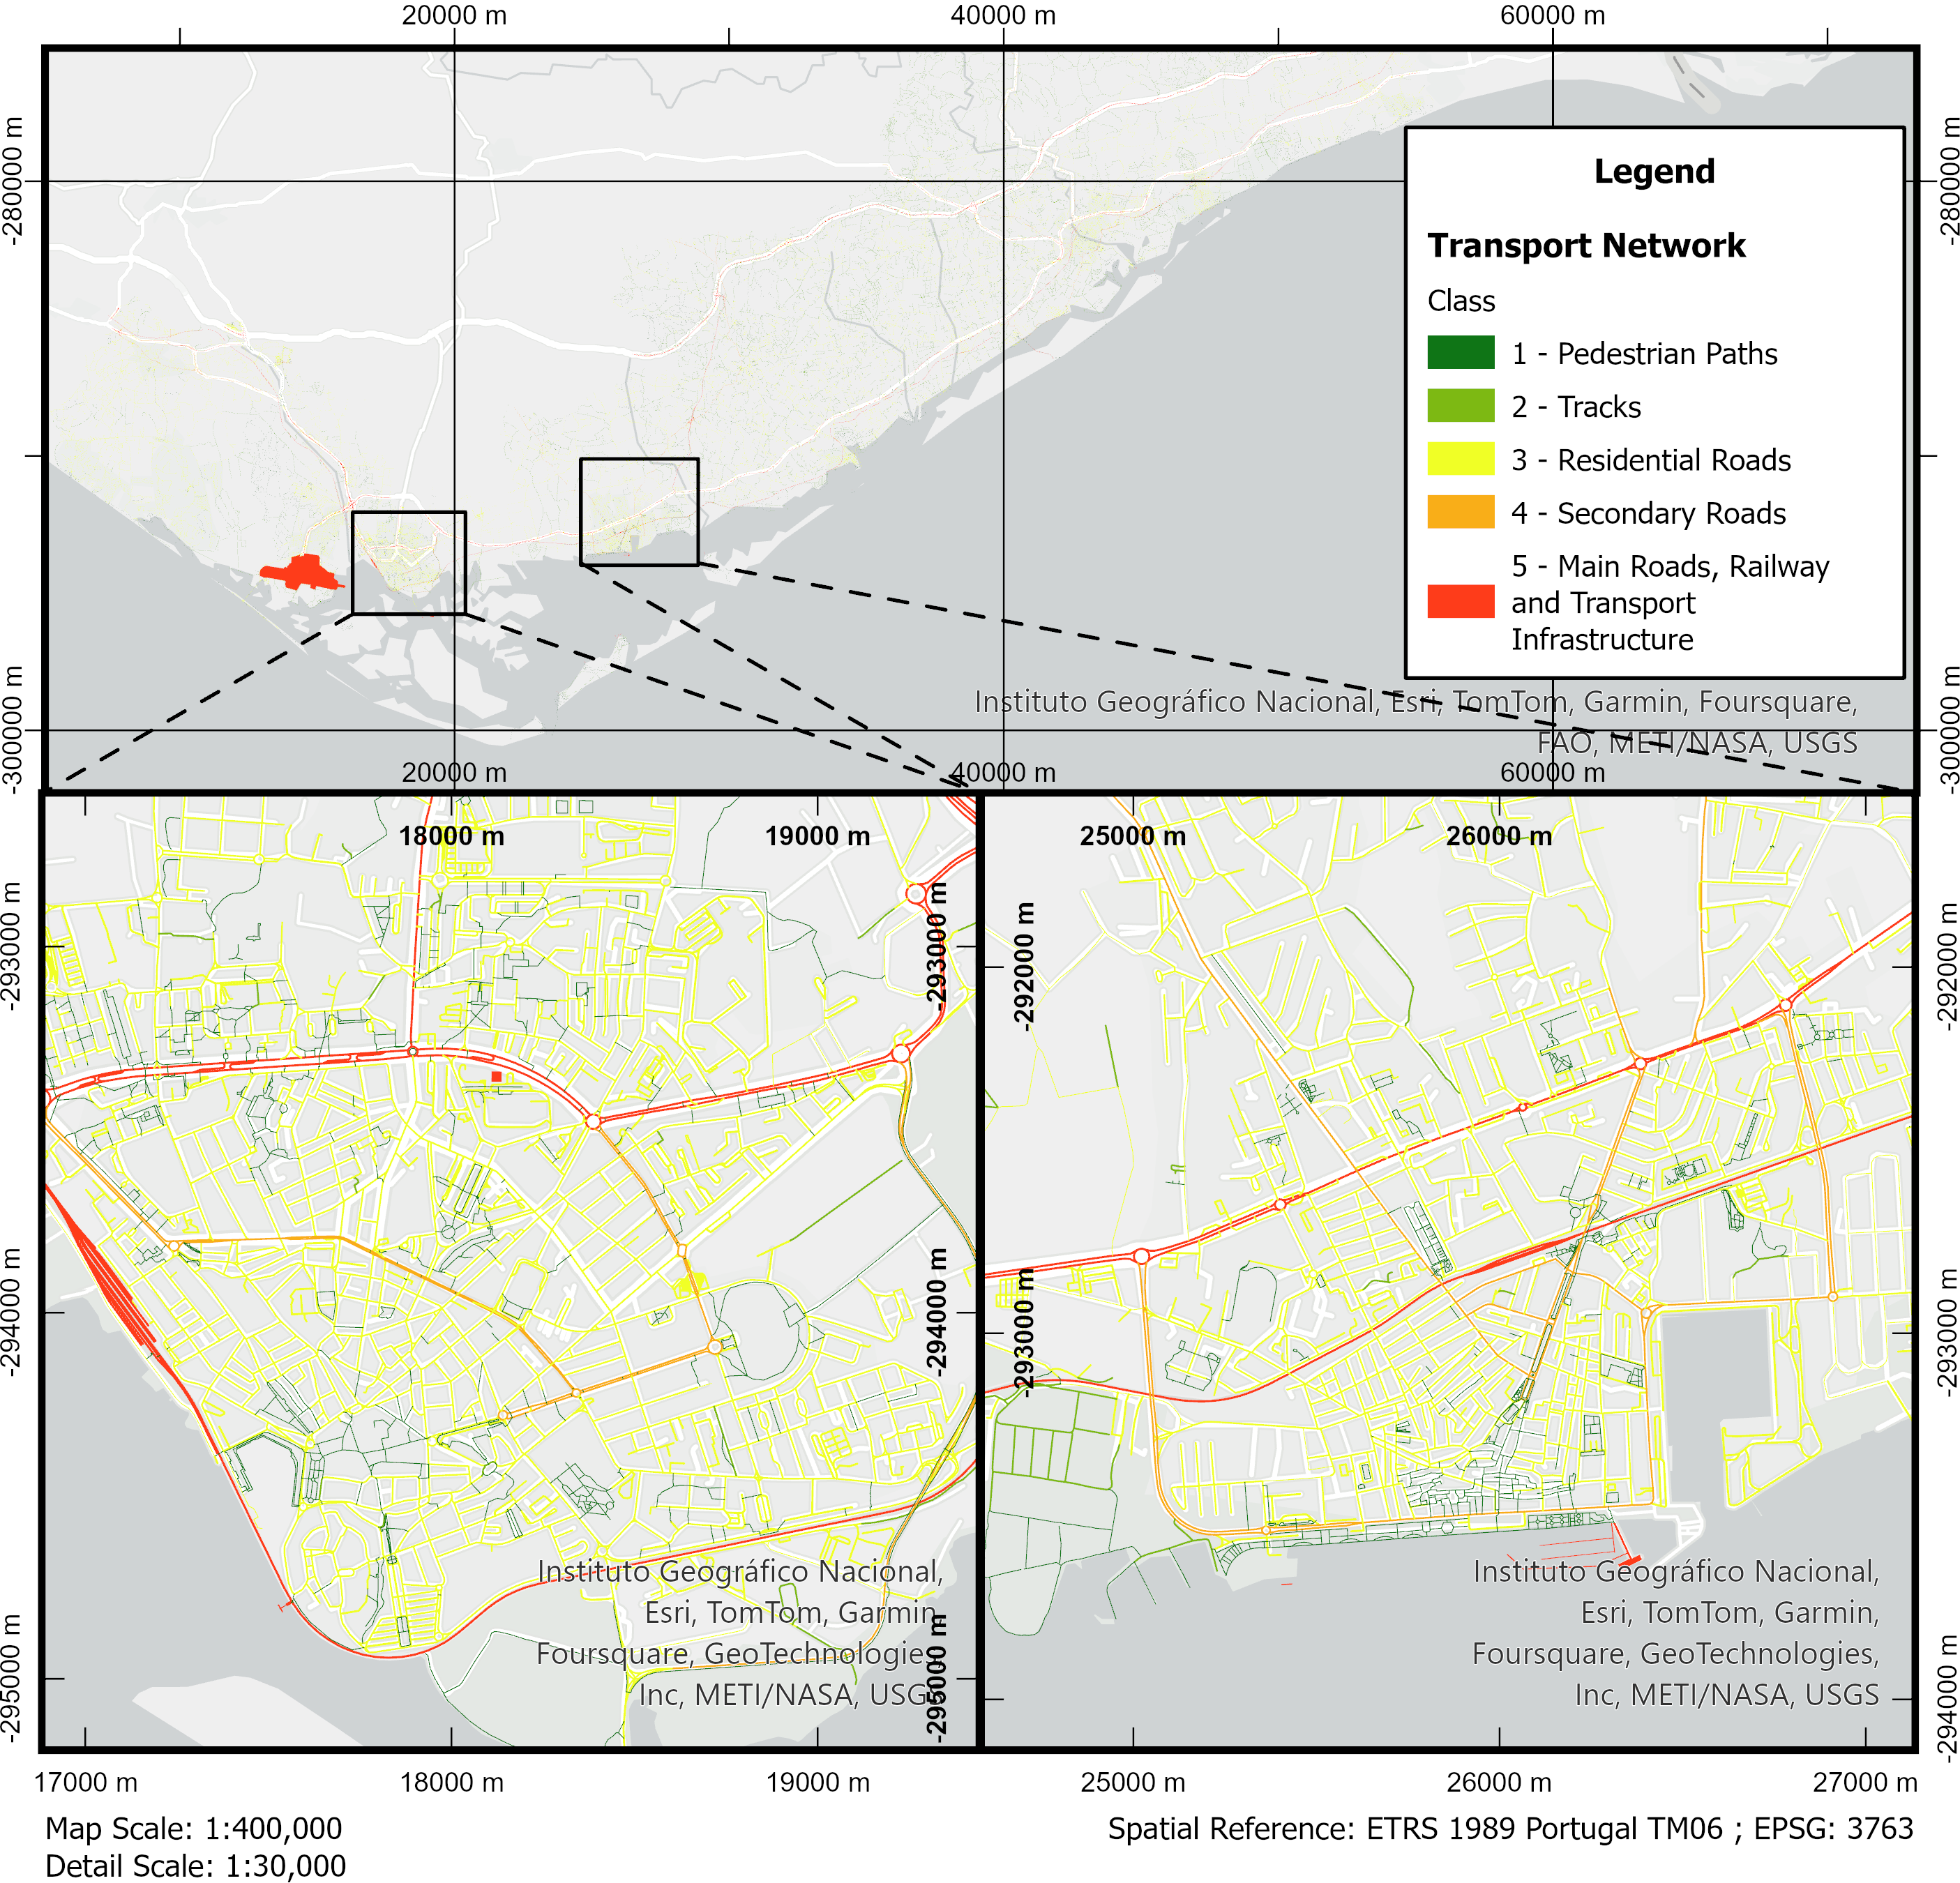 20000 m 40000 m 60000 m
-280000 m
-280000 m
Legend
Transport Network
Class
1 - Pedestrian Paths
2 - Tracks
3 - Residential Roads
4 - Secondary Roads
5 - Main Roads, Railway
and Transport
Infrastructure
-300000 m
-300000 m
Instituto Geográfico Nacional, Esri, TomTom, Garmin, Foursquare,
FAO, METI/NASA, USGS
20000 m 40000 m 60000 m
18000 m 19000 m
25000 m 26000 m
-293000 m
-293000 m
-292000 m
-292000 m
-294000 m
-294000 m
-293000 m
-293000 m
Instituto Geográfico Nacional,
Esri, TomTom, Garmin,
Foursquare, GeoTechnologies,
Inc, METI/NASA, USGS
-295000 m
-295000 m
Instituto Geográfico Nacional,
Esri, TomTom, Garmin,
Foursquare, GeoTechnologies,
Inc, METI/NASA, USGS
-294000 m
17000 m 18000 m 19000 m 25000 m 26000 m 27000 m
Map Scale: 1:400,000
Detail Scale: 1:30,000
Spatial Reference: ETRS 1989 Portugal TM06 ; EPSG: 3763